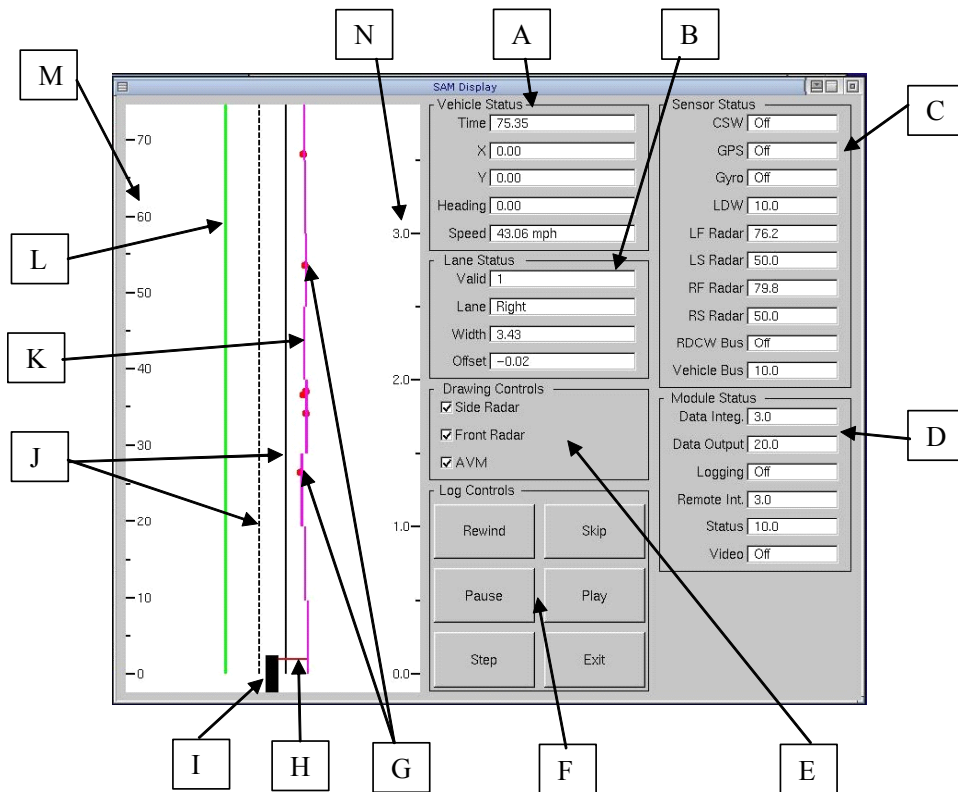 N
A
B
M
SAM Display
Vehicle Status
Time 75.35
X 0.00
Y 0.00
Heading 0.00
Speed 43.06 mph
Lane Status
Valid 1
Lane Right
Width 3.43
Offset −0.02
Drawing Controls
Side Radar
Front Radar
AVM
Log Controls
Rewind Skip
Pause Play
Step Exit
Sensor Status
CSW Off
GPS Off
Gyro Off
LDW 10.0
LF Radar 76.2
LS Radar 50.0
RF Radar 79.8
RS Radar 50.0
RDCW Bus Off
Vehicle Bus 10.0
Module Status
Data Integ. 3.0
Data Output 20.0
Logging Off
Remote Int. 3.0
Status 10.0
Video Off
70
60
50
40
30
20
10
0
3.0
2.0
1.0
0.0
C
L
K
D
J
I
H
G
F
E